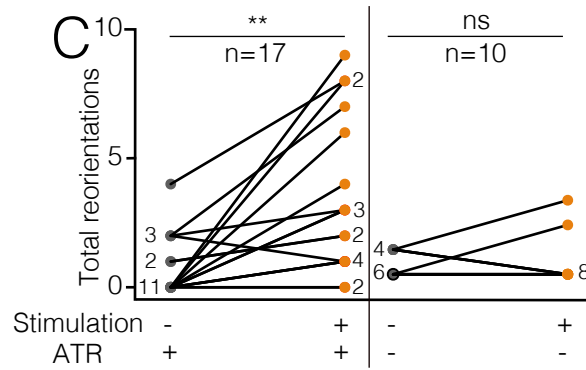 C
10
**
ns
n=17
n=10
Total reorientations
2
5
3
3
4
2
2
4
6
8
11
2
0
Stimulation - + - +
ATR + + - -